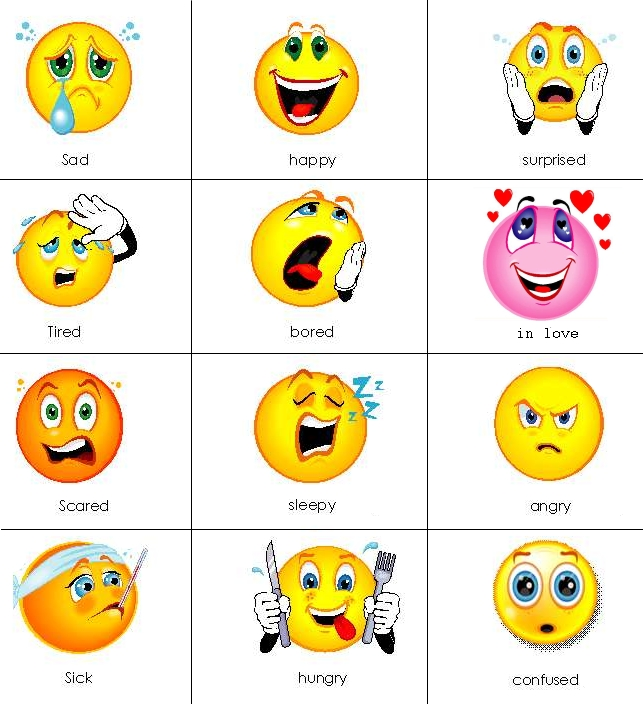 Sad
happy
surprised
Tired
bored
in love
Scared
Z z
z Z
sleepy
angry
Sick
hungry
confused